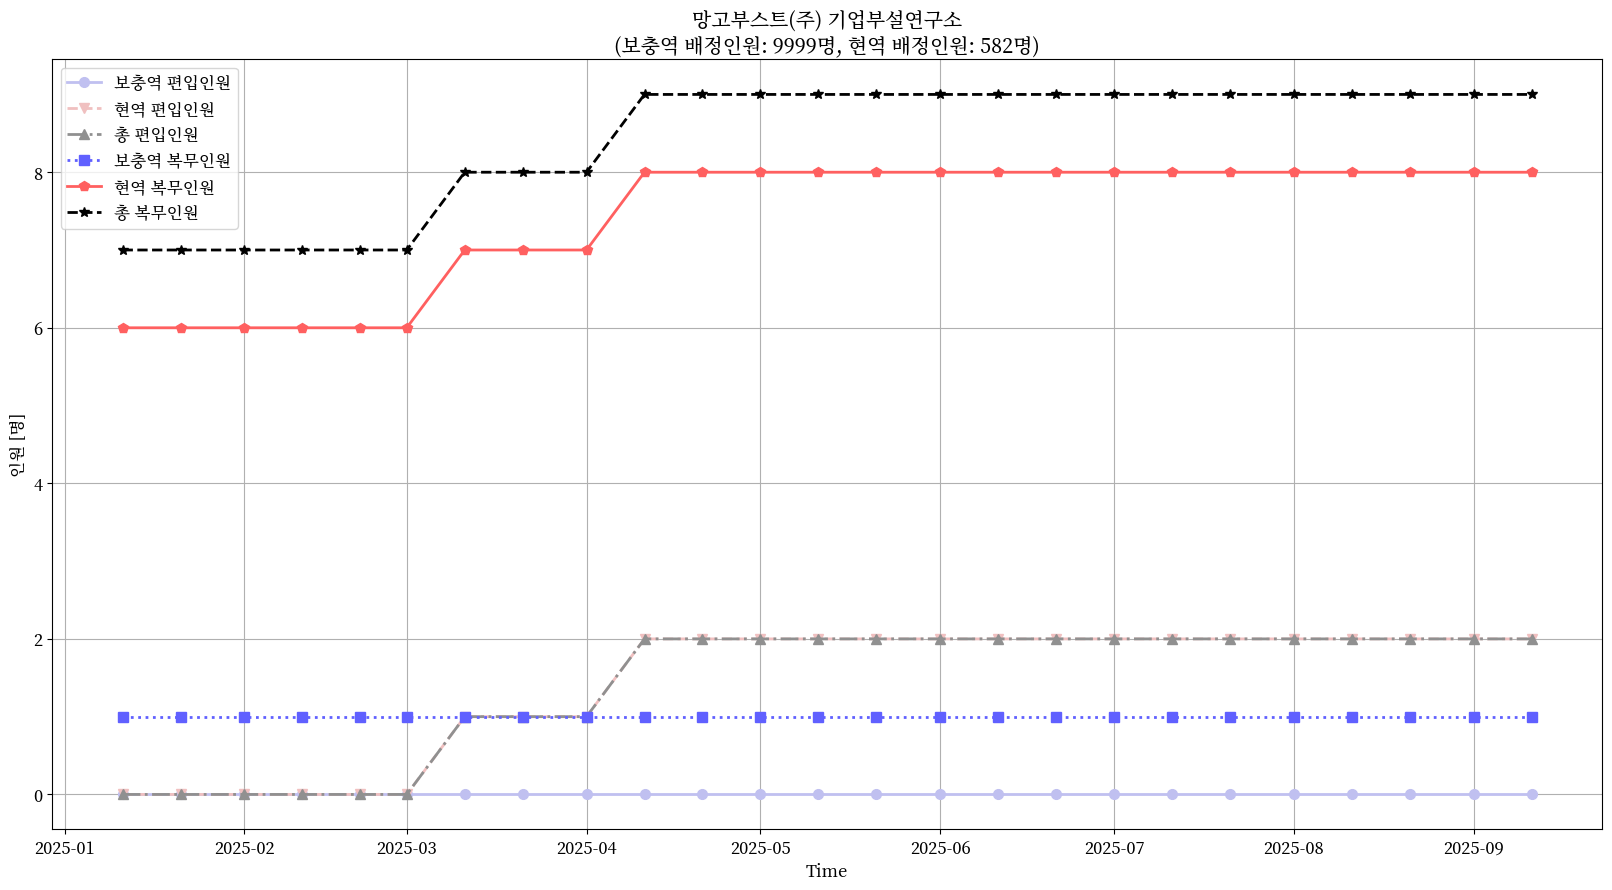 망고부스트(주) 기업부설연구소
(보충역 배정인원: 9999명, 현역 배정인원: 582명)
보충역 편입인원
현역 편입인원
총 편입인원
보충역 복무인원
현역 복무인원
총 복무인원
인원 [명]
8
6
4
2
0
2025-01
2025-02
2025-03
2025-04
2025-05
2025-06
2025-07
2025-08
2025-09
Time